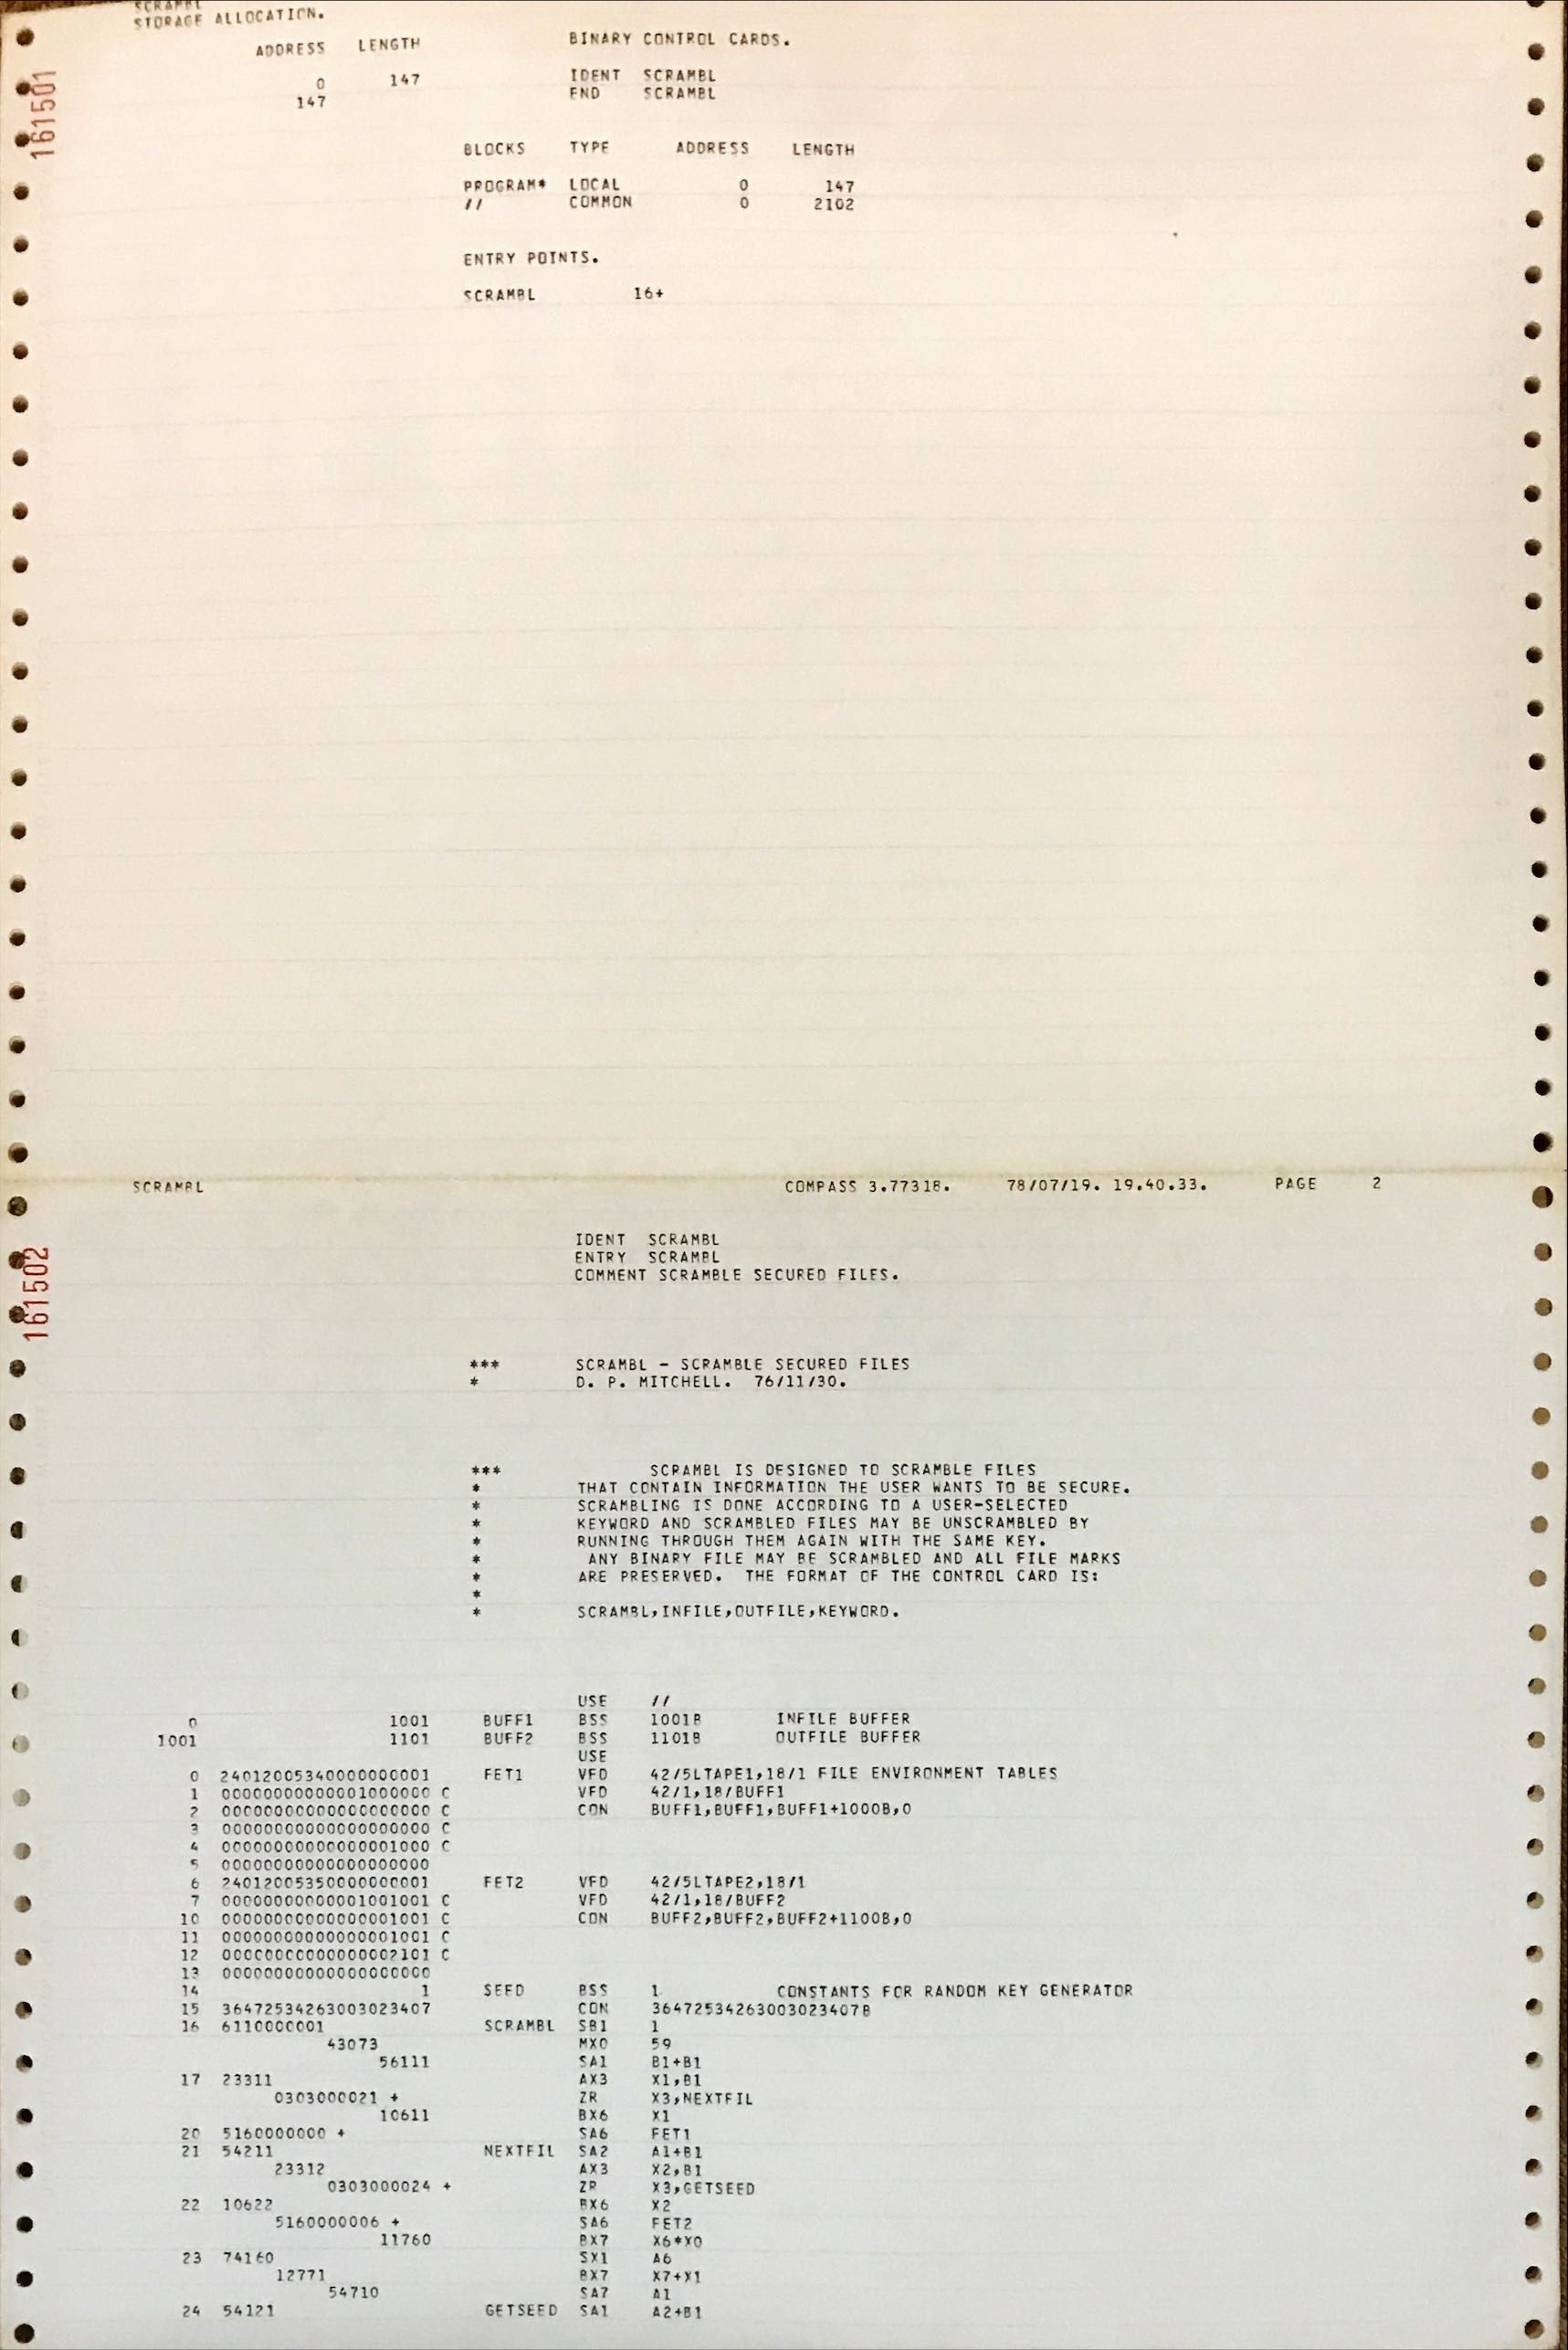 SCRAMBL
STORAGE ALLOCATION.
ADDRESS LENGTH BINARY CONTROL CARDS.
0 147 IDENT SCRAMBL
147 END SCRAMBL
161501
BLOCKS TYPE ADDRESS LENGTH
PROGRAM* LOCAL 0 147
// COMMON 0 2102
ENTRY POINTS.
SCRAMBL 16+
SCRAMBL COMPASS 3.77318. 78/07/19. 19.40.33. PAGE 2
161502
IDENT SCRAMBL
ENTRY SCRAMBL
COMMENT SCRAMBLE SECURED FILES.
*** SCRAMBL - SCRAMBLE SECURED FILES
* D. P. MITCHELL. 76/11/30.
*** SCRAMBL IS DESIGNED TO SCRAMBLE FILES
* THAT CONTAIN INFORMATION THE USER WANTS TO BE SECURE.
* SCRAMBLING IS DONE ACCORDING TO A USER-SELECTED
* KEYWORD AND SCRAMBLED FILES MAY BE UNSCRAMBLED BY
* RUNNING THROUGH THEM AGAIN WITH THE SAME KEY.
* ANY BINARY FILE MAY BE SCRAMBLED AND ALL FILE MARKS
* ARE PRESERVED. THE FORMAT OF THE CONTROL CARD IS:
*
* SCRAMBL,INFILE,OUTFILE,KEYWORD.
USE //
0 1001 BUFF1 BSS 1001B INFILE BUFFER
1001 1101 BUFF2 BSS 1101B OUTFILE BUFFER
USE
0 24012005340000000001 FET1 VFD 42/5LTAPE1,18/1 FILE ENVIRONMENT TABLES
1 00000000000001000000 C VFD 42/1,18/BUFF1
2 00000000000000000000 C CON BUFF1,BUFF1,BUFF1+1000B,0
3 00000000000000000000 C
4 00000000000000001000 C
5 00000000000000000000
6 24012005350000000001 FET2 VFD 42/5LTAPE2,18/1
7 00000000000001001001 C VFD 42/1,18/BUFF2
10 00000000000000001001 C CON BUFF2,BUFF2,BUFF2+1100B,0
11 00000000000000001001 C
12 00000000000000002101 C
13 00000000000000000000
14 1 SEED BSS 1 CONSTANTS FOR RANDOM KEY GENERATOR
15 36472534263003023407 CON 36472534263003023407B
16 6110000001 SCRAMBL SB1 1
43073 MX0 59
56111 SA1 B1+B1
17 23311 AX3 X1,B1
0303000021 + ZR X3,NEXTFIL
10611 BX6 X1
20 5160000000 + SA6 FET1
21 54211 NEXTFIL SA2 A1+B1
23312 AX3 X2,B1
0303000024 + ZR X3,GETSEED
22 10622 BX6 X2
5160000006 + SA6 FET2
11760 BX7 X6*X0
23 74160 SX1 A6
12771 BX7 X7+X1
54710 SA7 A1
24 54121 GETSEED SA1 A2+B1